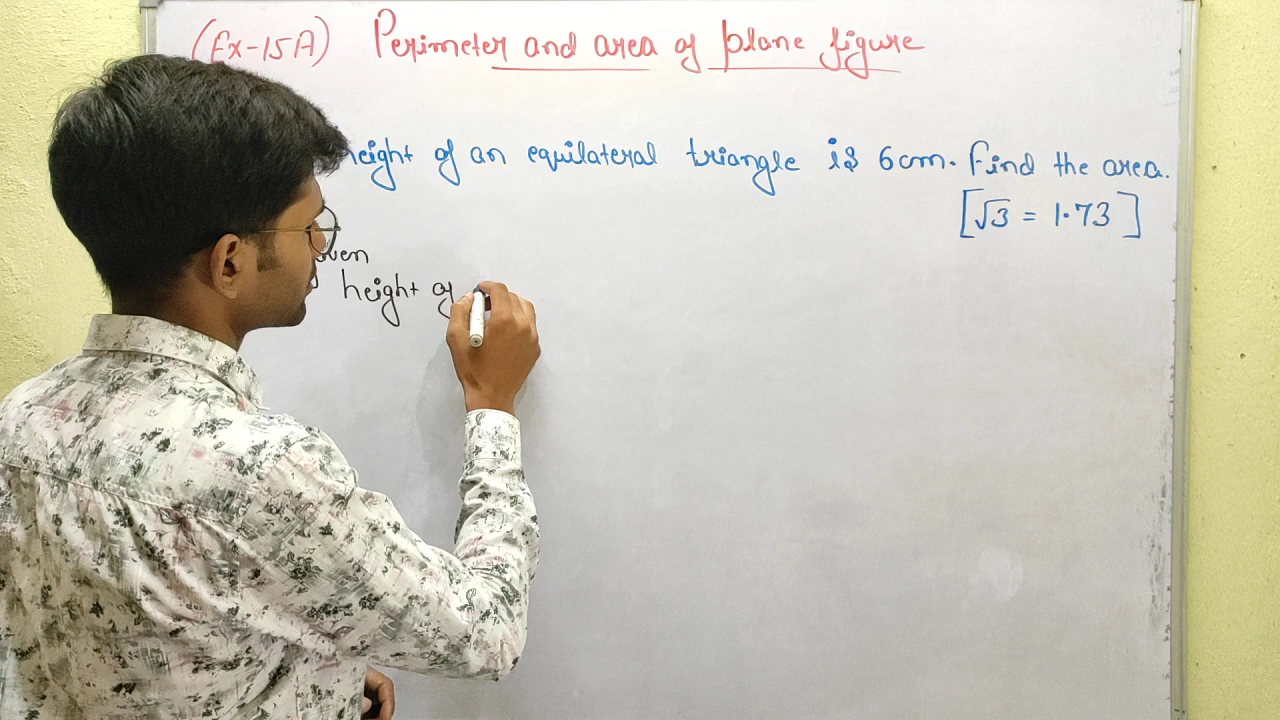 (Ex-15A) Perimeter and area of plane figure
height of an equilateral triangle is 6cm. Find the area.
[√3 = 1.73]
height of